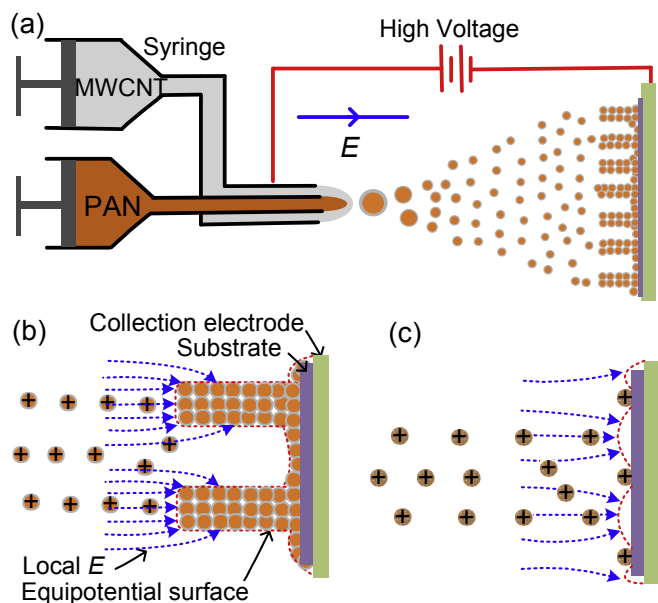 (a)
Syringe
High Voltage
MWCNT
E
PAN
(b)
Collection electrode
Substrate
(c)
+ + + +
+ + + +
+ + +
+ + + +
Local E
Equipotential surface
+
+ + +
+
+ + +
+
+ + +
+